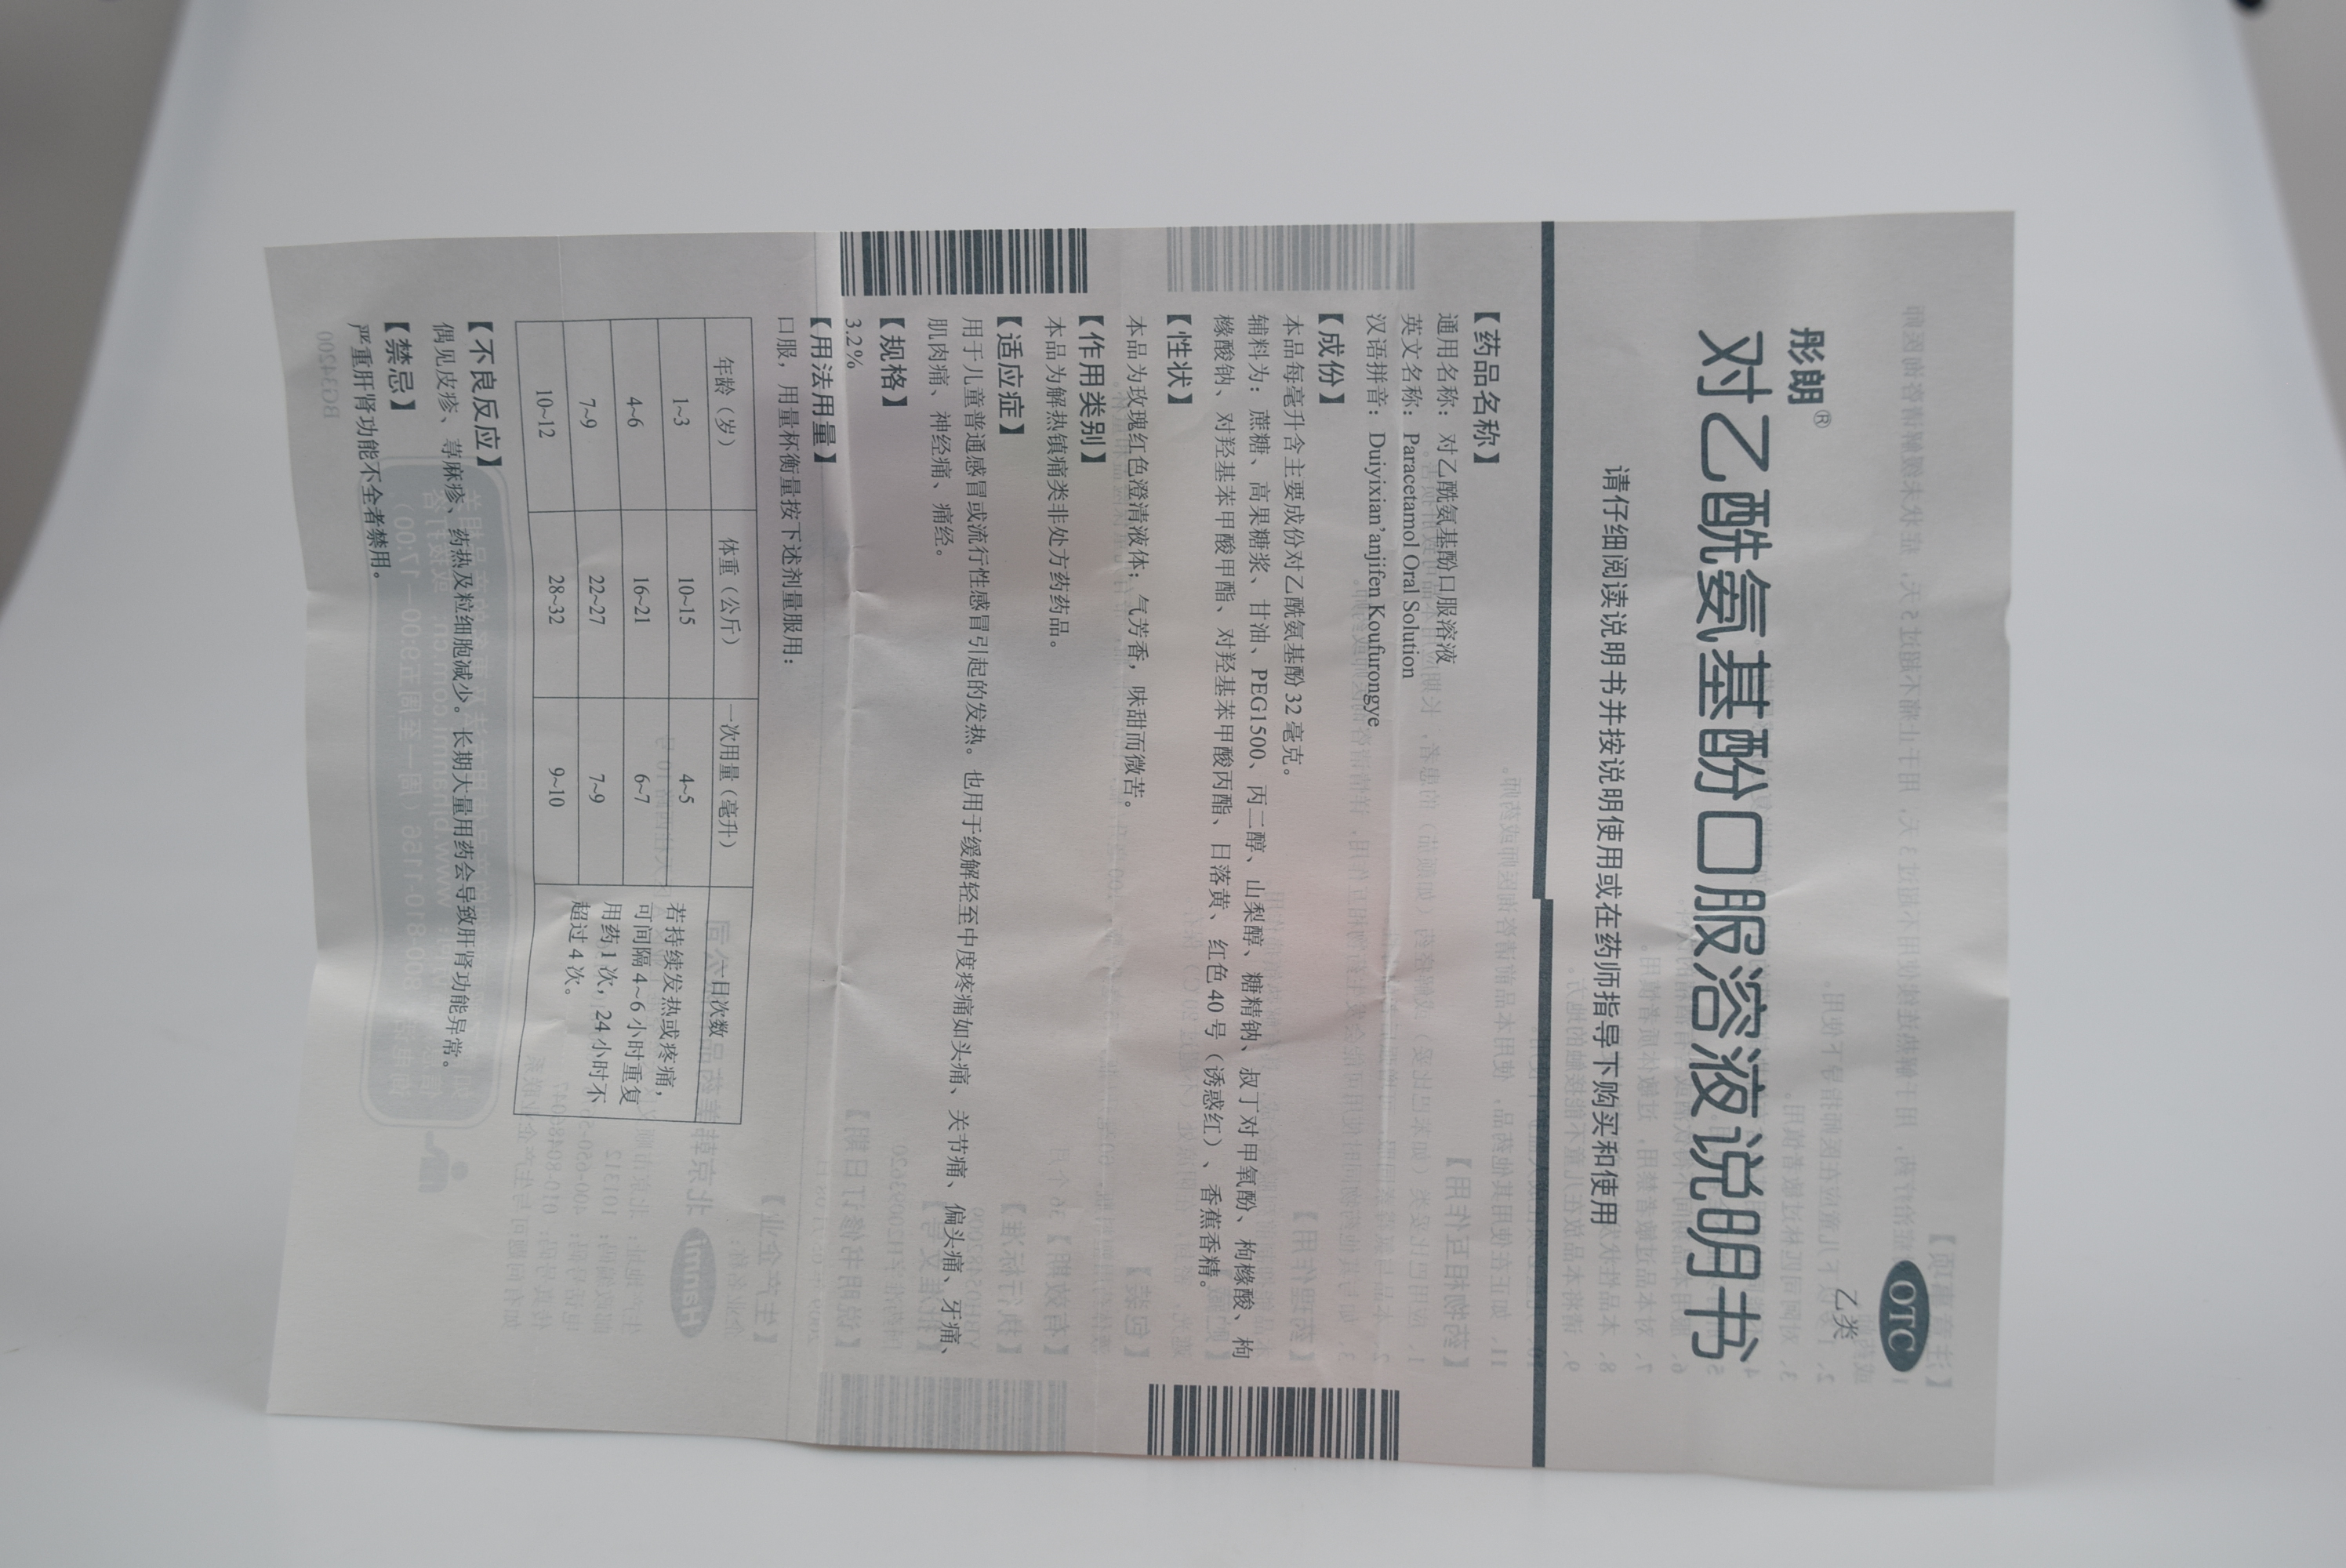 OTC
乙类
彤朗®
对乙酰氨基酚口服溶液说明书
请仔细阅读说明书并按说明使用或在药师指导下购买和使用
【药品名称】
通用名称：对乙酰氨基酚口服溶液
英文名称：Paracetamol Oral Solution
汉语拼音：Duiyixian’anjifen Koufurongye
【成份】
本品每毫升含主要成份对乙酰氨基酚 32 毫克。
辅料为：蔗糖、高果糖浆、甘油、PEG1500、丙二醇、山梨醇、糖精钠、叔丁对甲氧酚、枸橼酸、枸
橼酸钠、对羟基苯甲酸甲酯、对羟基苯甲酸丙酯、日落黄、红色 40 号（诱惑红）、香蕉香精。
【性状】
本品为玫瑰红色澄清液体；气芳香，味甜而微苦。
【作用类别】
本品为解热镇痛类非处方药药品。
【适应症】
用于儿童普通感冒或流行性感冒引起的发热。也用于缓解轻至中度疼痛如头痛、关节痛、偏头痛、牙痛、
肌肉痛、神经痛、痛经。
【规格】
3.2%
【用法用量】
口服，用量杯衡量按下述剂量服用：
年龄（岁） 体重（公斤） 一次用量（毫升） 一日次数
1~3 10~15 4~5 若持续发热或疼痛，
4~6 16~21 6~7 可间隔 4~6 小时重复
7~9 22~27 7~9 用药 1 次，24 小时不
10~12 28~32 9~10 超过 4 次。
【不良反应】
偶见皮疹、荨麻疹、药热及粒细胞减少。长期大量用药会导致肝肾功能异常。
【禁忌】
严重肝肾功能不全者禁用。